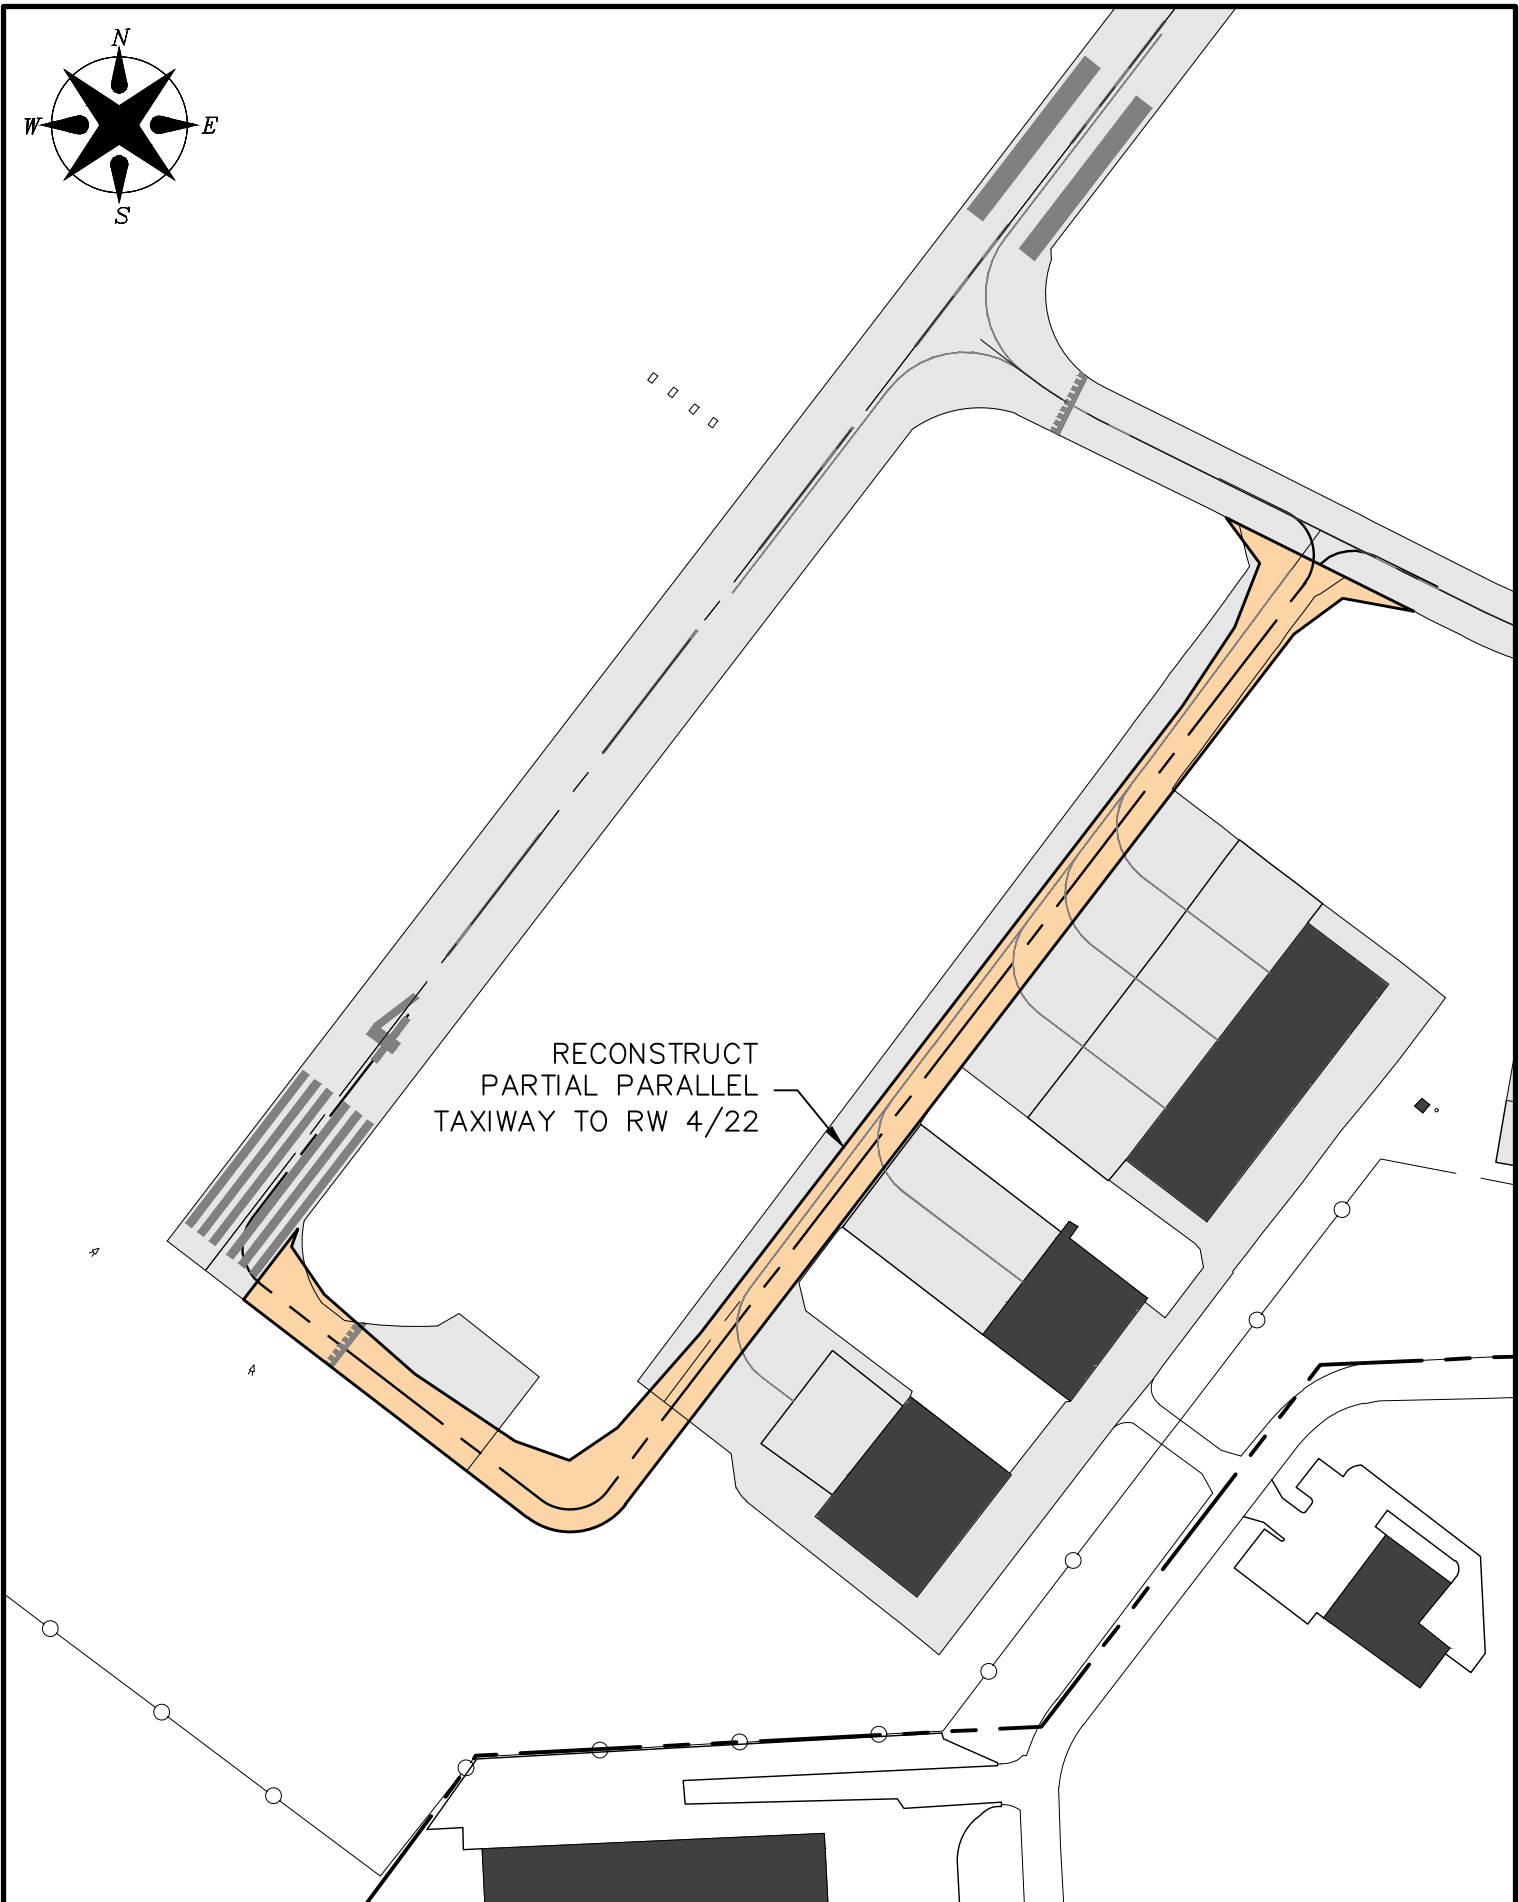 N
W
E
S
4
RECONSTRUCT
PARTIAL PARALLEL
TAXIWAY TO RW 4/22